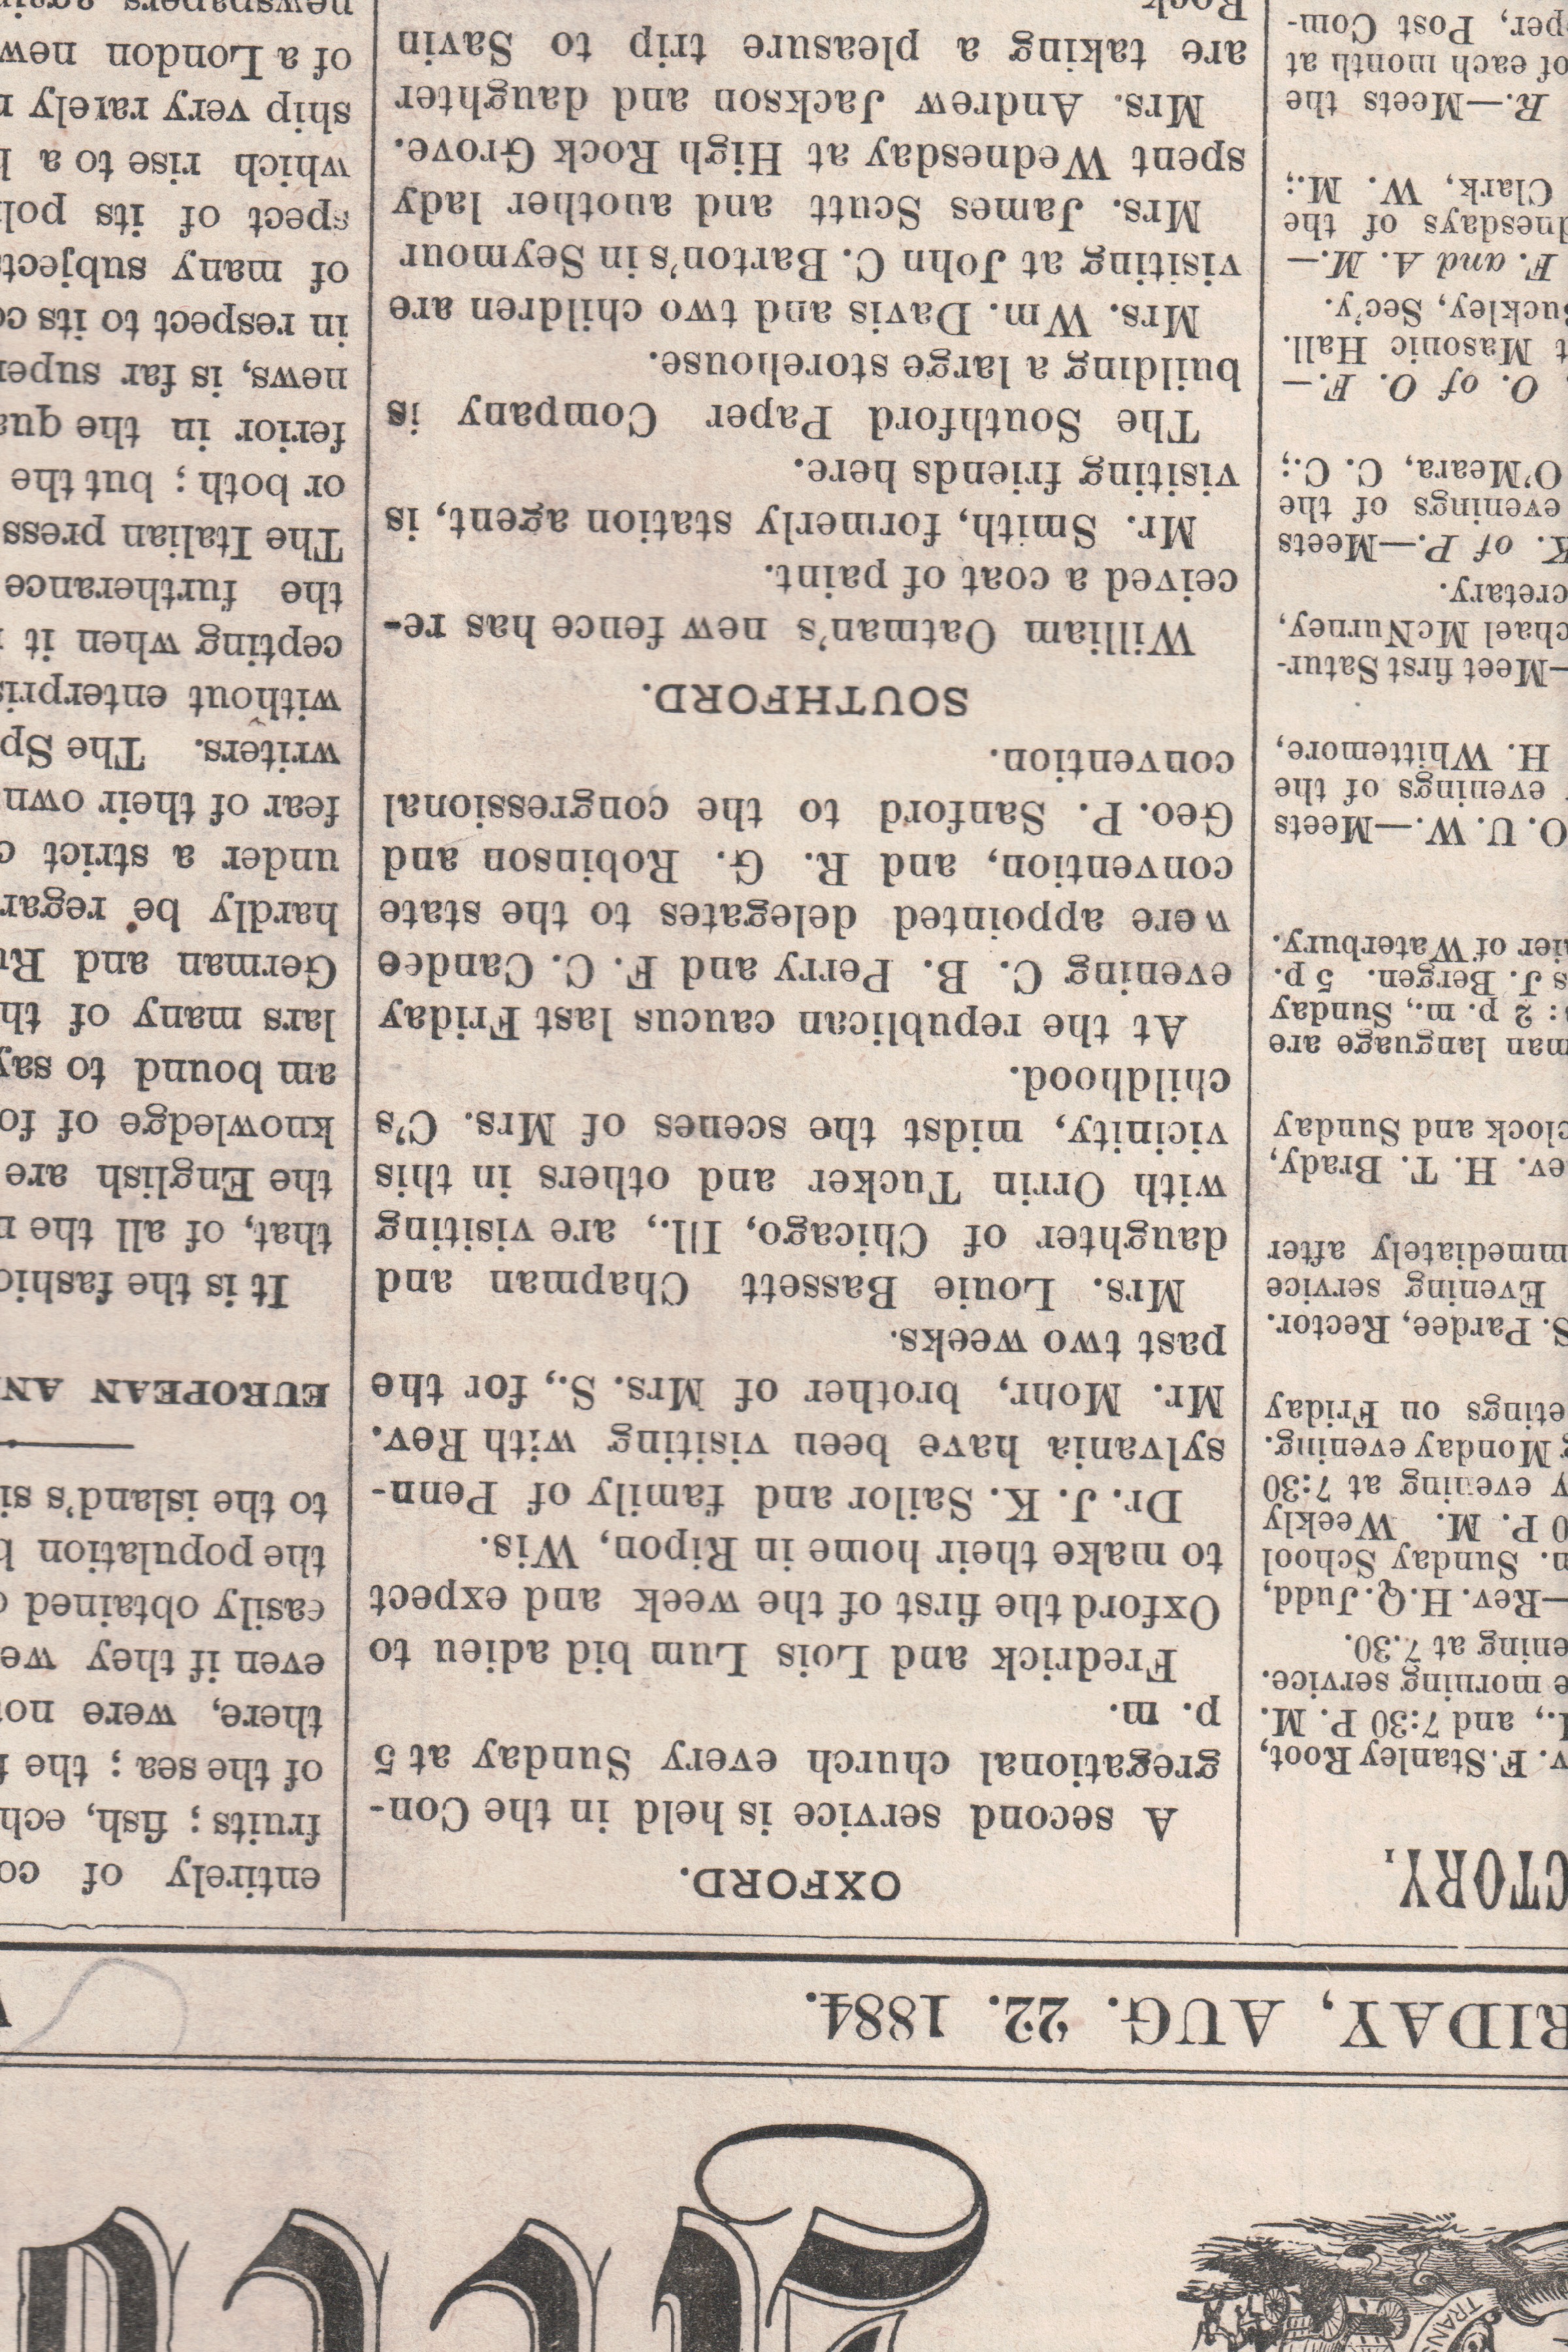 TRANS
RIDAY, AUG. 22. 1884.
CTORY.
v. F. Stanley Root,
I., and 7:30 P. M.
e morning service.
ening at 7.30.
—Rev. H. Q. Judd,
n. Sunday School
0 P. M. Weekly
y evening at 7:30
g Monday evening.
etings on Friday
S. Pardee, Rector.
Evening service
mmediately after
ev. H. T. Brady,
clock and Sunday
man language are
: 2 p. m., Sunday
s J. Bergen. 5 p.
ier of Waterbury.
O. U. W.—Meets
evenings of the
H. Whittemore,
—Meet first Satur-
chael McNurney,
cretary.
K. of P.—Meets
evenings of the
O'Meara, C. C.;
O. of O. F.—
t Masonic Hall.
uckley, Sec'y.
F. and A. M.—
dnesdays of the
Clark, W. M.;
R.—Meets the
of each month at
per, Post Com-
OXFORD.
A second service is held in the Con-
gregational church every Sunday at 5
p. m.
Fredrick and Lois Lum bid adieu to
Oxford the first of the week and expect
to make their home in Ripon, Wis.
Dr. J. K. Sailor and family of Penn-
sylvania have been visiting with Rev.
Mr. Mohr, brother of Mrs. S., for the
past two weeks.
Mrs. Louie Bassett Chapman and
daughter of Chicago, Ill., are visiting
with Orrin Tucker and others in this
vicinity, midst the scenes of Mrs. C's
childhood.
At the republican caucus last Friday
evening C. B. Perry and F. C. Candee
were appointed delegates to the state
convention, and R. G. Robinson and
Geo. P. Sanford to the congressional
convention.
SOUTHFORD.
William Oatman's new fence has re-
ceived a coat of paint.
Mr. Smith, formerly station agent, is
visiting friends here.
The Southford Paper Company is
building a large storehouse.
Mrs. Wm. Davis and two children are
visiting at John C. Barton's in Seymour
Mrs. James Scutt and another lady
spent Wednesday at High Rock Grove.
Mrs. Andrew Jackson and daughter
are taking a pleasure trip to Savin
Rock
entirely of co
fruits; fish, ech
of the sea; the f
there, were no
even if they we
easily obtained
the population
to the island's si
EUROPEAN AN
It is the fashio
that, of all the
the English are
knowledge of fo
am bound to say
lars many of th
German and Ru
hardly be regar
under a strict c
fear of their own
writers. The Sp
without enterpris
cepting when it
the furtherance
The Italian press
or both; but the
ferior in the qua
news, is far super
in respect to its co
of many subjects
spect of its poli
which rise to a
ship very rarely
of a London new
newspapers again